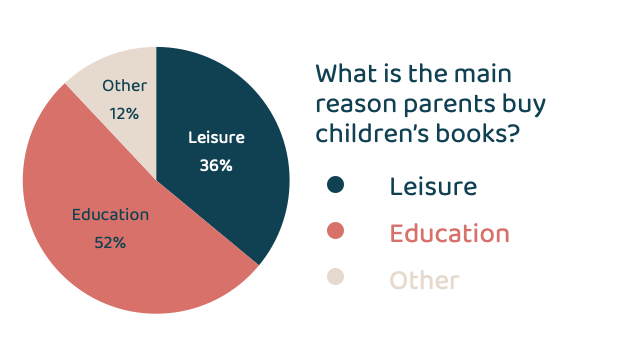 Other
12%
Leisure
36%
Education
52%
What is the main
reason parents buy
children's books?
Leisure
Education
Other